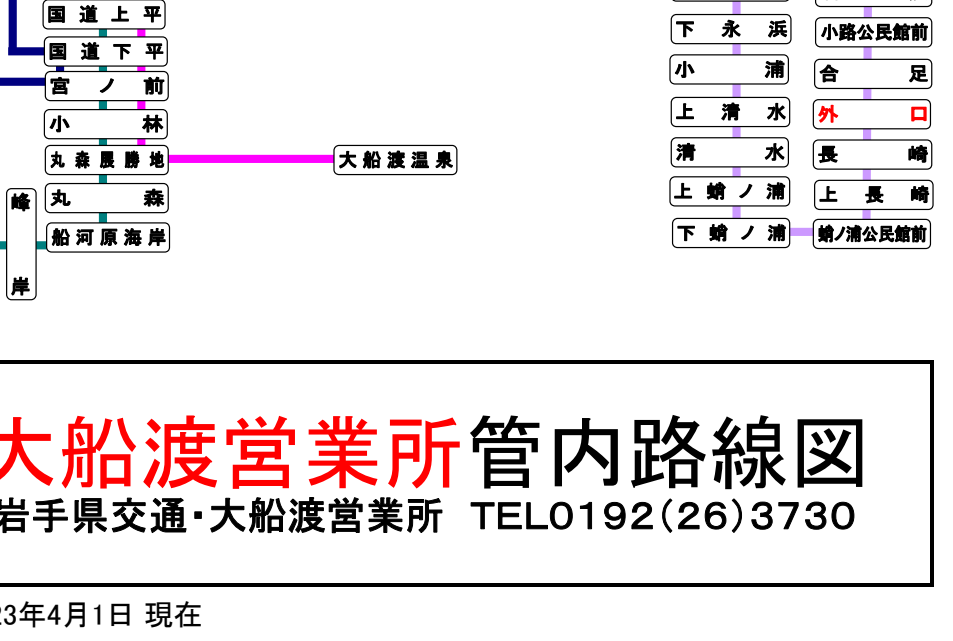 国道上平
国道下平
宮ノ前
小林
丸森展勝地
丸森
船河原海岸
峰岸
大船渡温泉
下永浜
小浦
上清水
清水
上蛸ノ浦
下蛸ノ浦
小路公民館前
合足
外口
長崎
上長崎
蛸ノ浦公民館前
大船渡営業所管内路線図
岩手県交通・大船渡営業所 TEL0192(26)3730
23年4月1日 現在